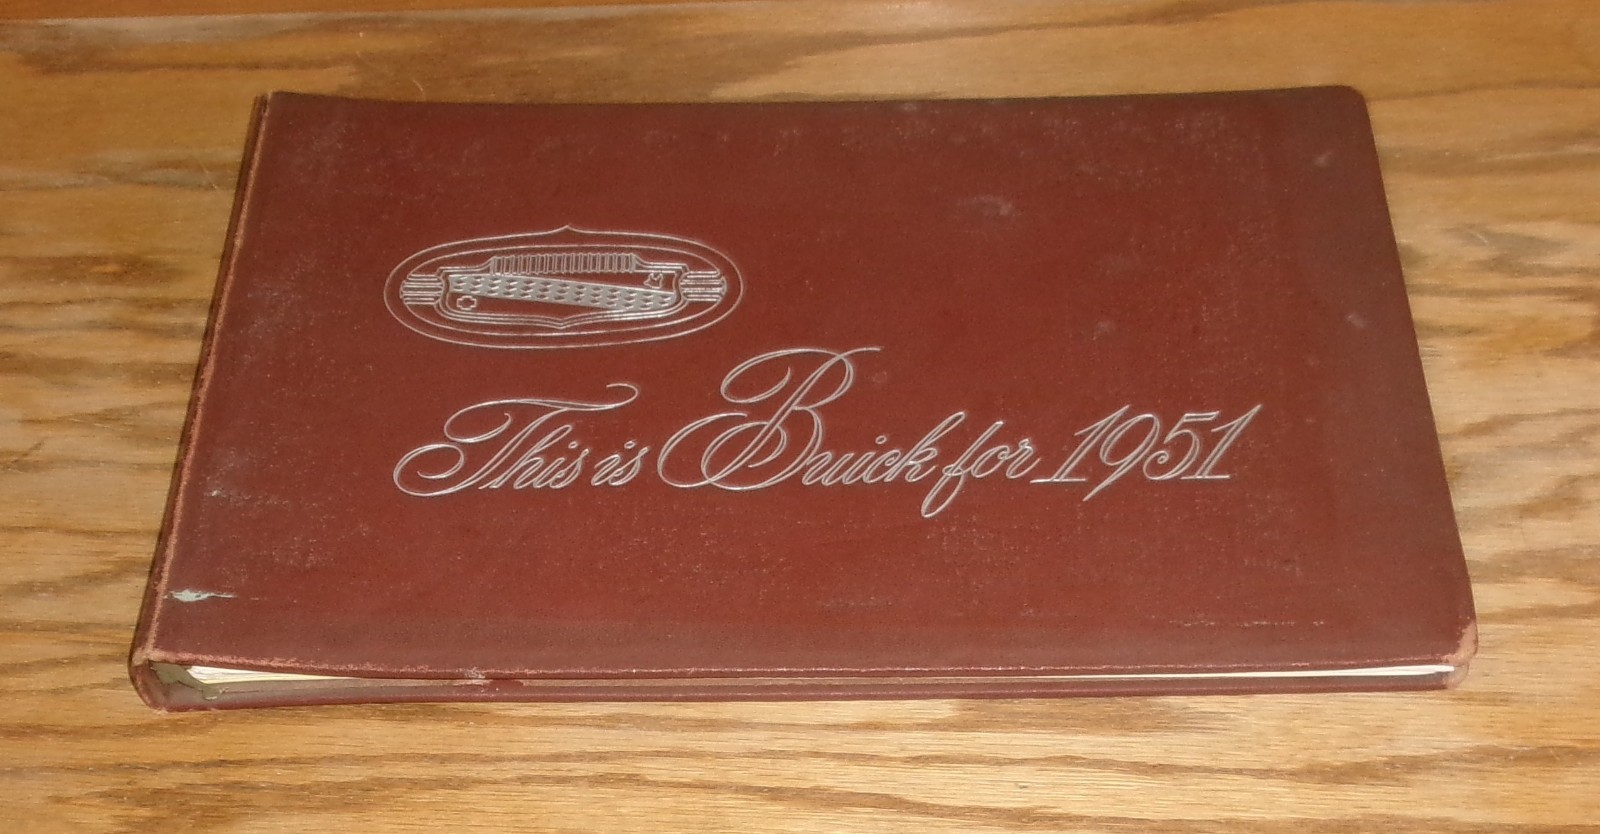 This is Buick for 1951